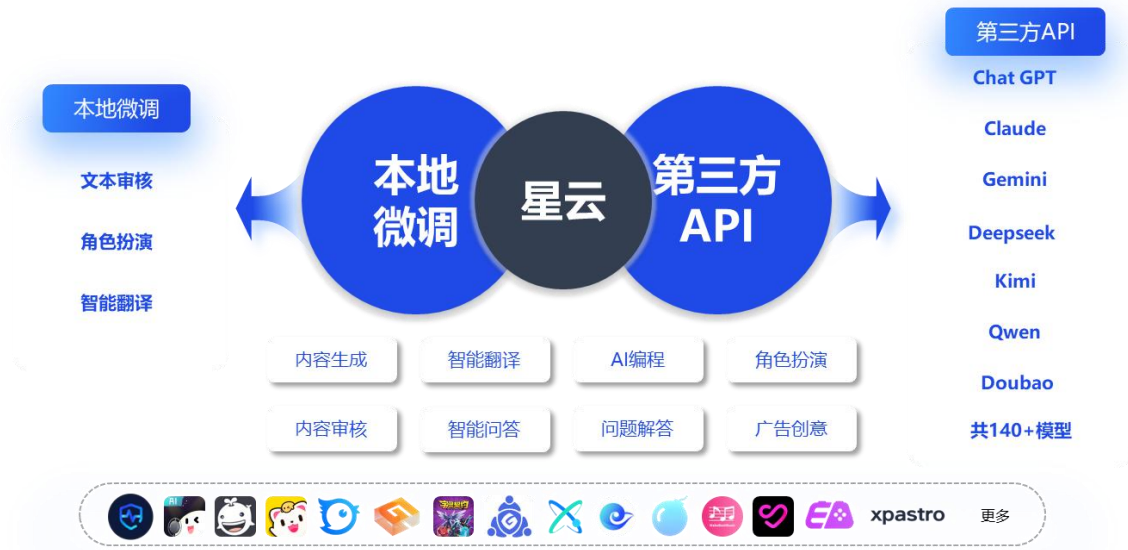 本地微调
文本审核
角色扮演
智能翻译
本地
微调
星云
第三方
API
内容生成
智能翻译
AI编程
角色扮演
内容审核
智能问答
问题解答
广告创意
第三方API
Chat GPT
Claude
Gemini
Deepseek
Kimi
Qwen
Doubao
共140+模型
AI
xpastro
更多